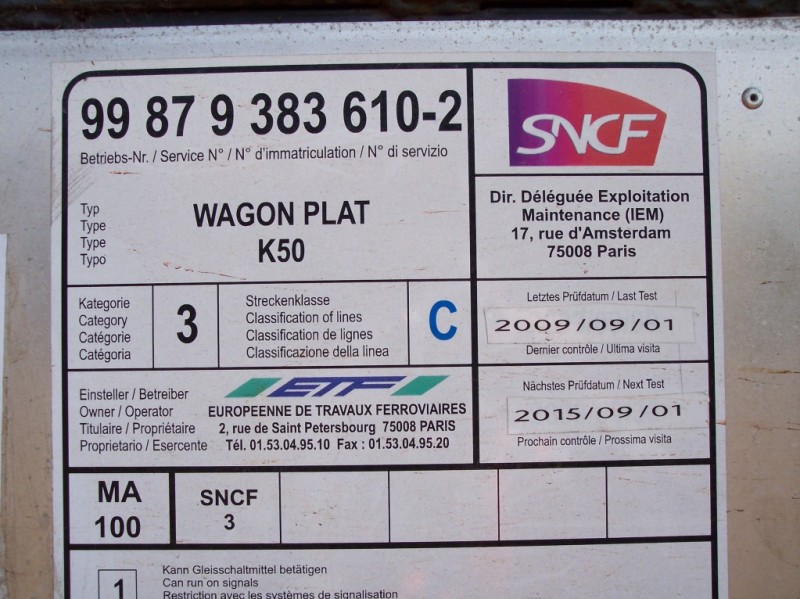 99 87 9 383 610-2
Betriebs-Nr. / Service N° / N° d'immatriculation / N° di servizio
SNCF
Typ
Type
Type
Typo
WAGON PLAT
K50
Dir. Déléguée Exploitation
Maintenance (IEM)
17, rue d'Amsterdam
75008 Paris
Kategorie
Category
Catégorie
Catégoria
3
Streckenklasse
Classification of lines
Classification de lignes
Classificazione della linea
C
Letztes Prüfdatum / Last Test
2009/09/01
Dernier contrôle / Ultima visita
Einsteller / Betreiber
Owner / Operator
Titulaire / Propriétaire
Proprietario / Esercente
ETF
EUROPEENNE DE TRAVAUX FERROVIAIRES
2, rue de Saint Petersbourg 75008 PARIS
Tél. 01.53.04.95.10 Fax : 01.53.04.95.20
Nächstes Prüfdatum / Next Test
2015/09/01
Prochain contrôle / Prossima visita
MA
100
SNCF
3
1
Kann Gleisschaltmittel betätigen
Can run on signals
Restriction avec les systèmes de signalisation